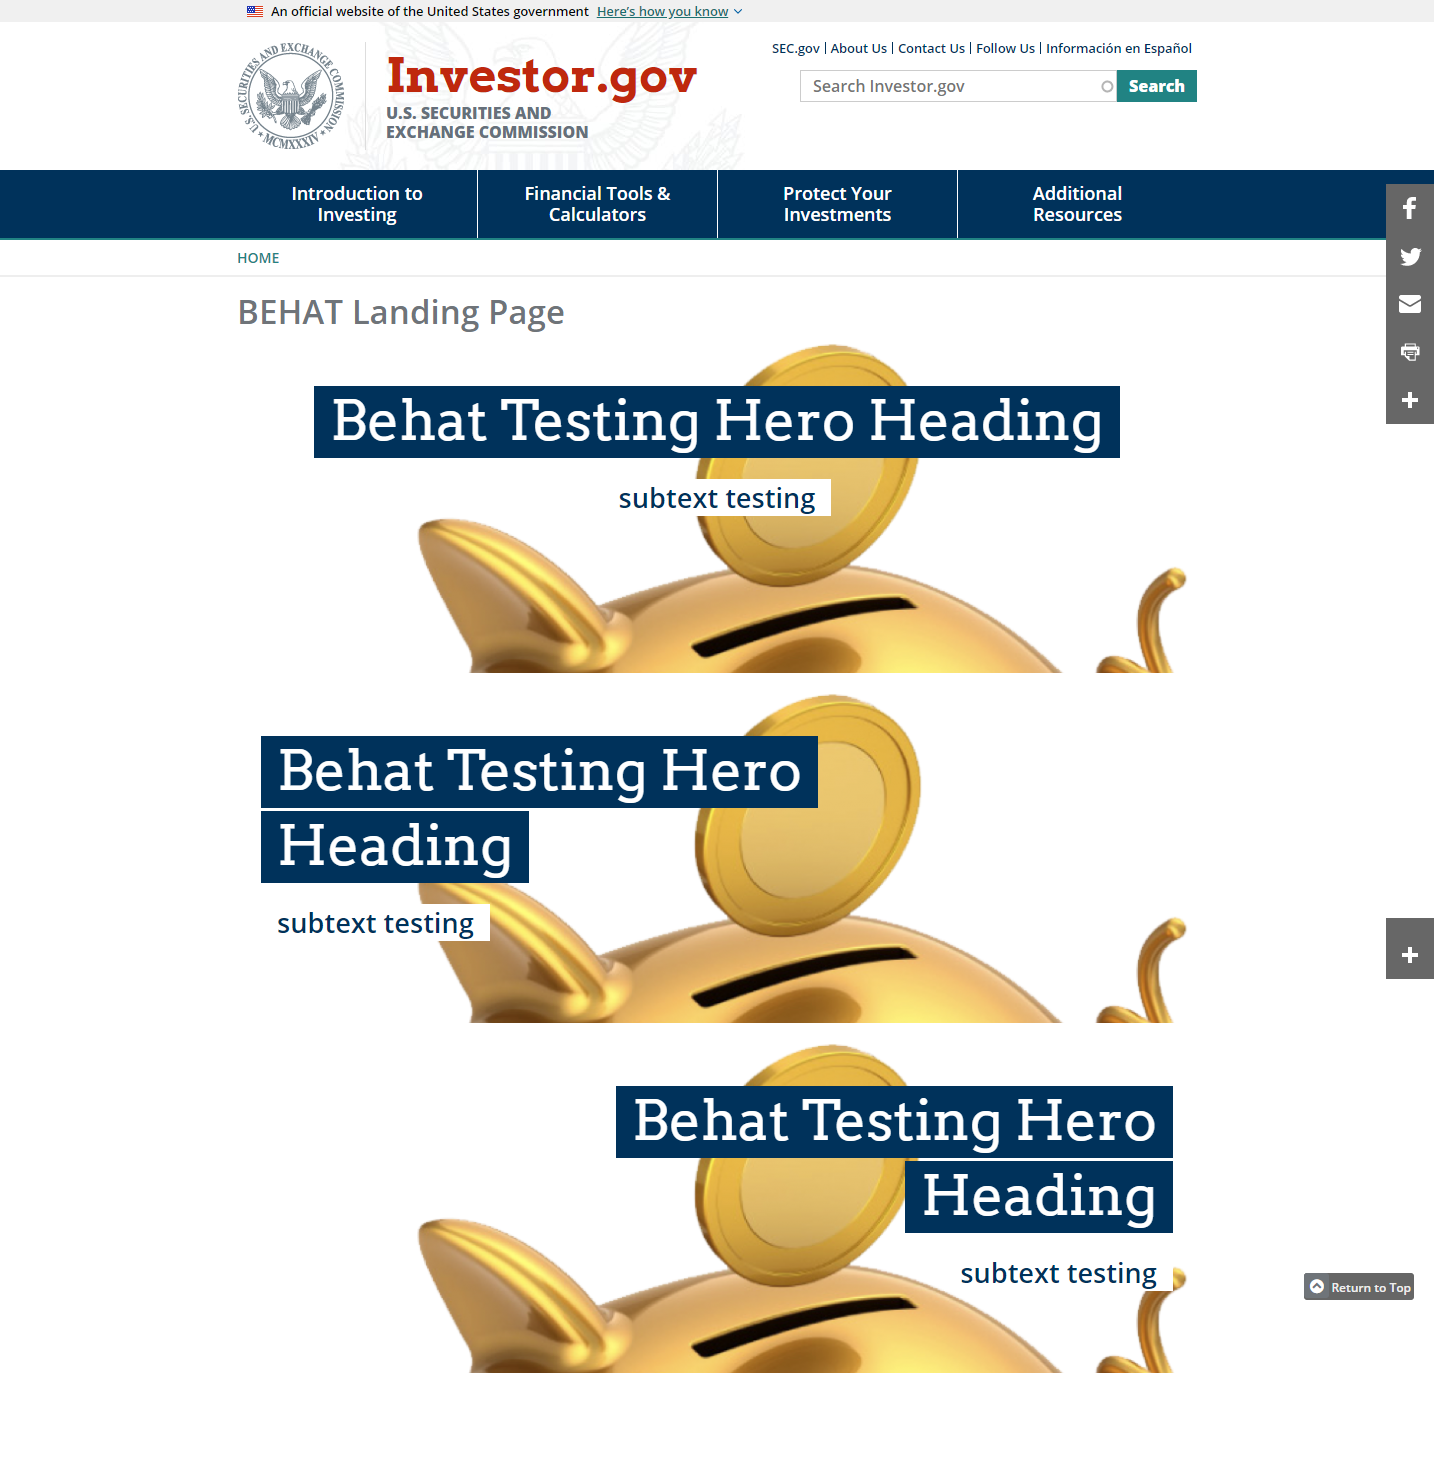 An official website of the United States government Here's how you know
SEC.gov | About Us | Contact Us | Follow Us | Información en Español
U.S. SECURITIES AND EXCHANGE COMMISSION
MCMXXXIV
Investor.gov
U.S. SECURITIES AND
EXCHANGE COMMISSION
Search Investor.gov
Search
Introduction to
Investing
Financial Tools &
Calculators
Protect Your
Investments
Additional
Resources
HOME
BEHAT Landing Page
Behat Testing Hero Heading
subtext testing
Behat Testing Hero
Heading
subtext testing
Behat Testing Hero
Heading
subtext testing
Return to Top